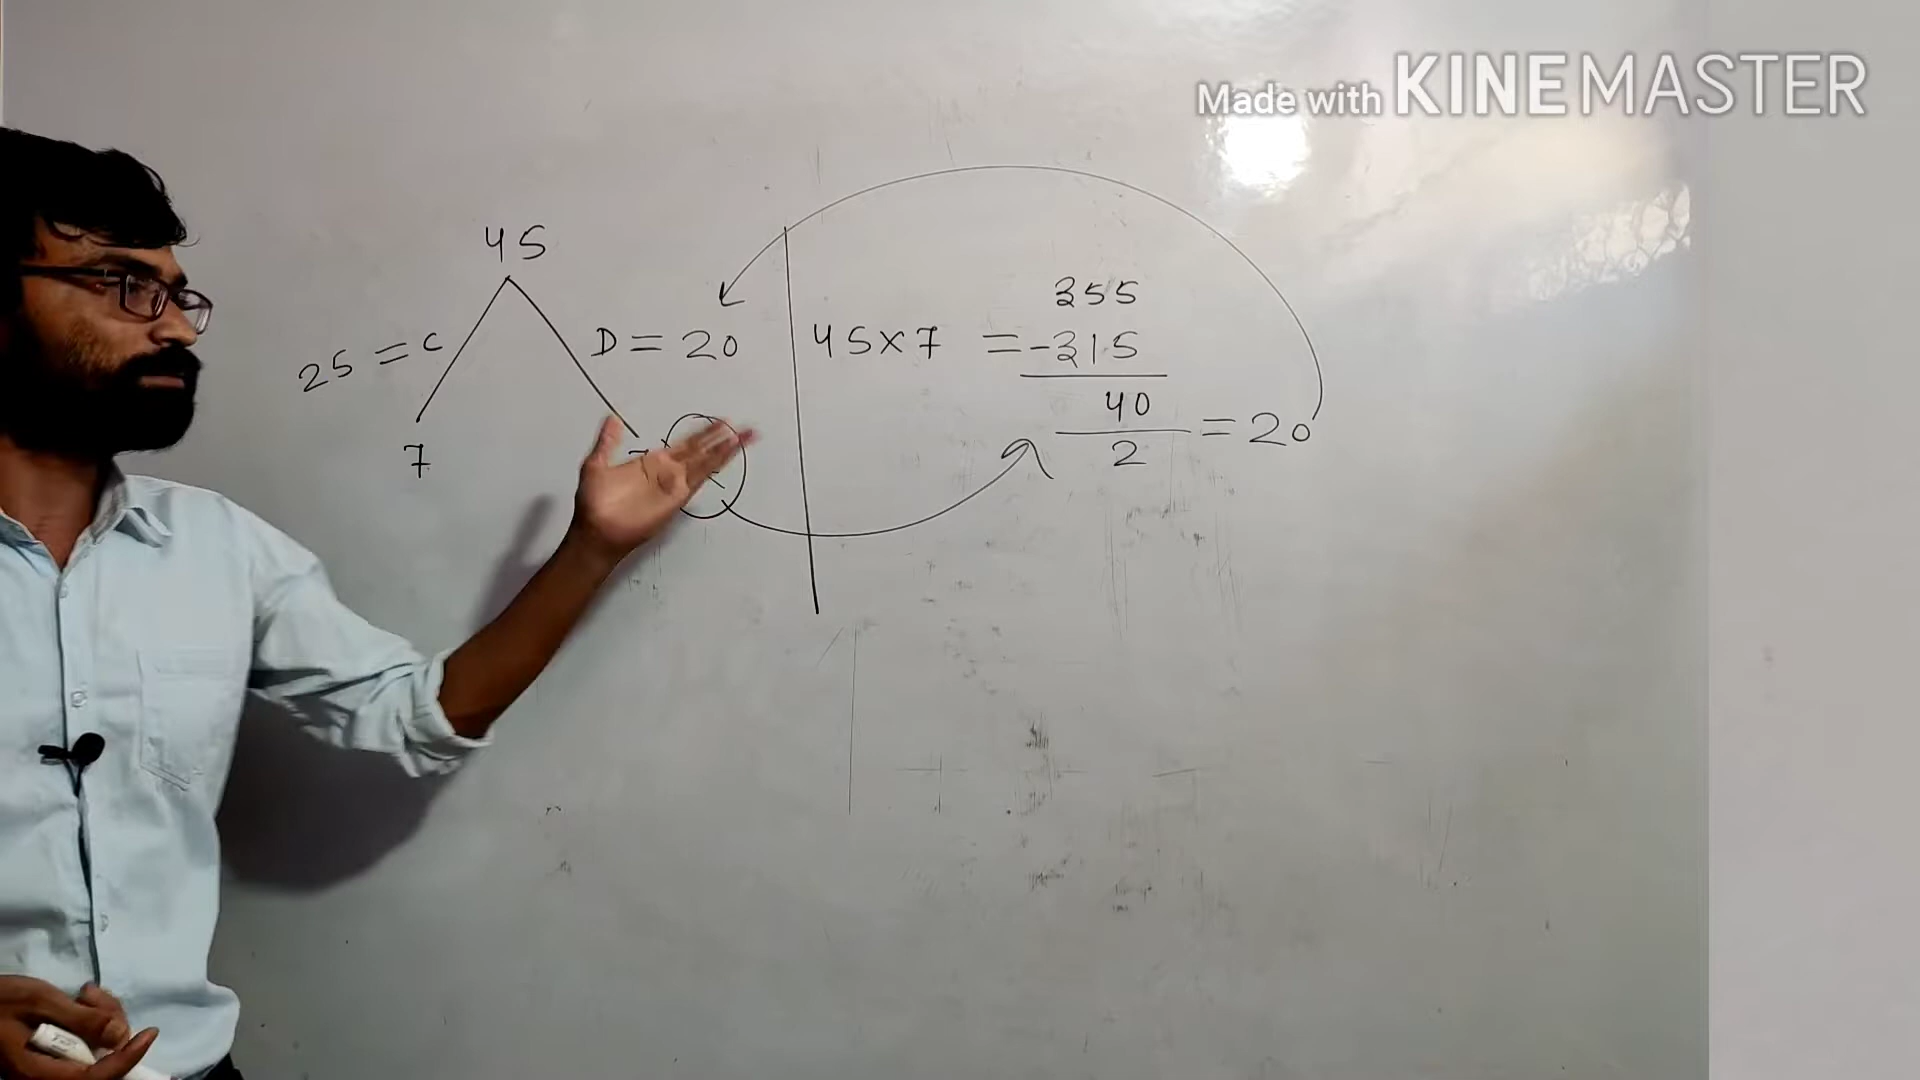 Made with KINEMASTER
45
25 = C
D = 20
7
45×7 = 355
-315
40
2
= 20